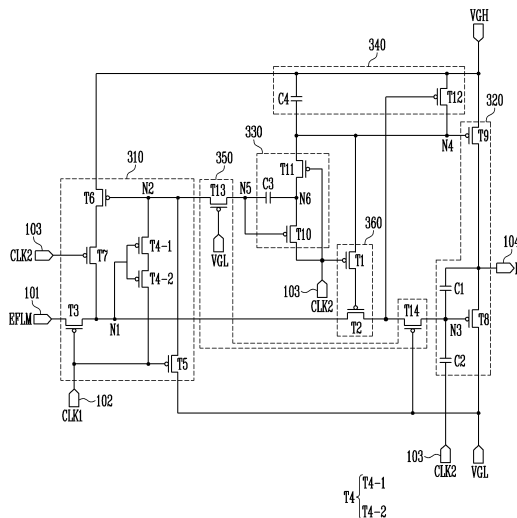 VGH
340
C4
T12
320
330
310
350
T9
N4
T11
N2
T13
N5
C3
N6
T6
103
T10
360
CLK2
T7
T4-1
T4-2
VGL
T1
104
103
CLK2
101
EFLM
T3
N1
T2
T14
C1
N3
T8
T5
C2
102
CLK1
103
CLK2
VGL
T4
T4-1
T4-2